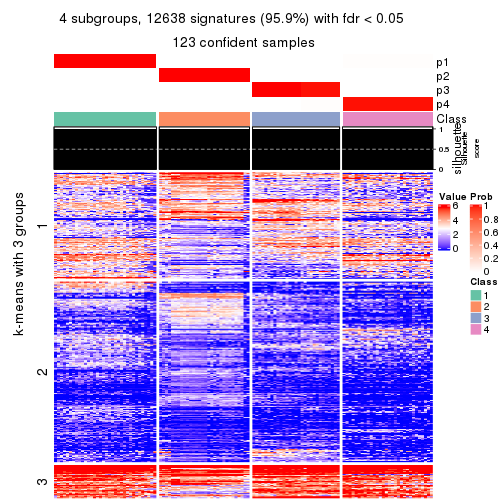 4 subgroups, 12638 signatures (95.9%) with fdr < 0.05
123 confident samples
p1
p2
p3
p4
Class
silhouette
Silhouette
score
1
0.5
0
k-means with 3 groups
1
2
3
Value
6
4
2
0
Prob
1
0.8
0.6
0.4
0.2
0
Class
1
2
3
4